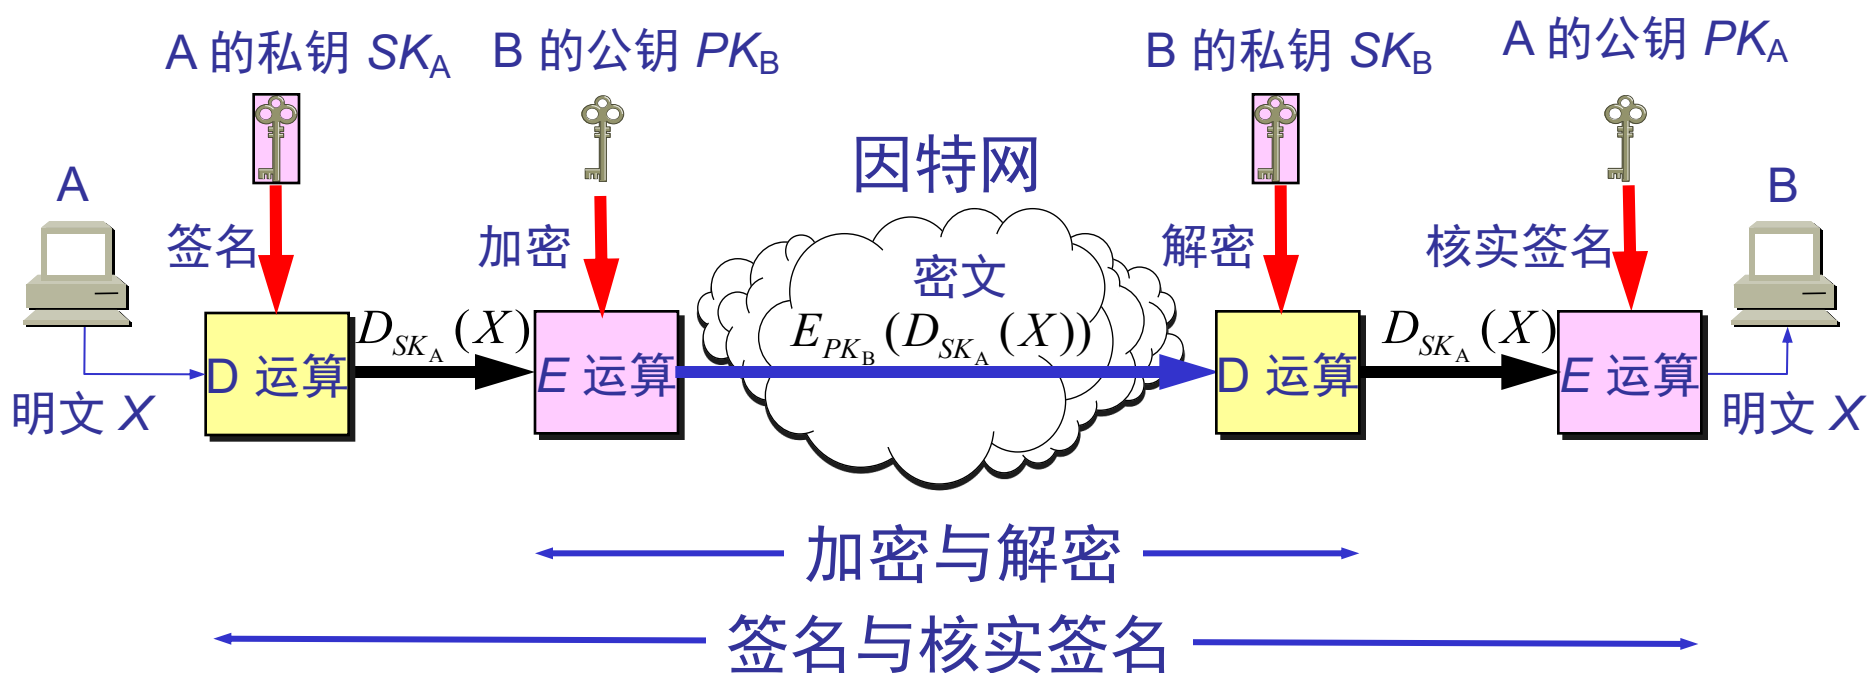 A 的私钥 SKA
B 的公钥 PKB
B 的私钥 SKB
A 的公钥 PKA
因特网
A
B
签名
加密
密文
解密
核实签名
DSKA (X)
EPKB (DSKA (X))
DSKA (X)
D 运算
E 运算
D 运算
E 运算
明文 X
明文 X
加密与解密
签名与核实签名